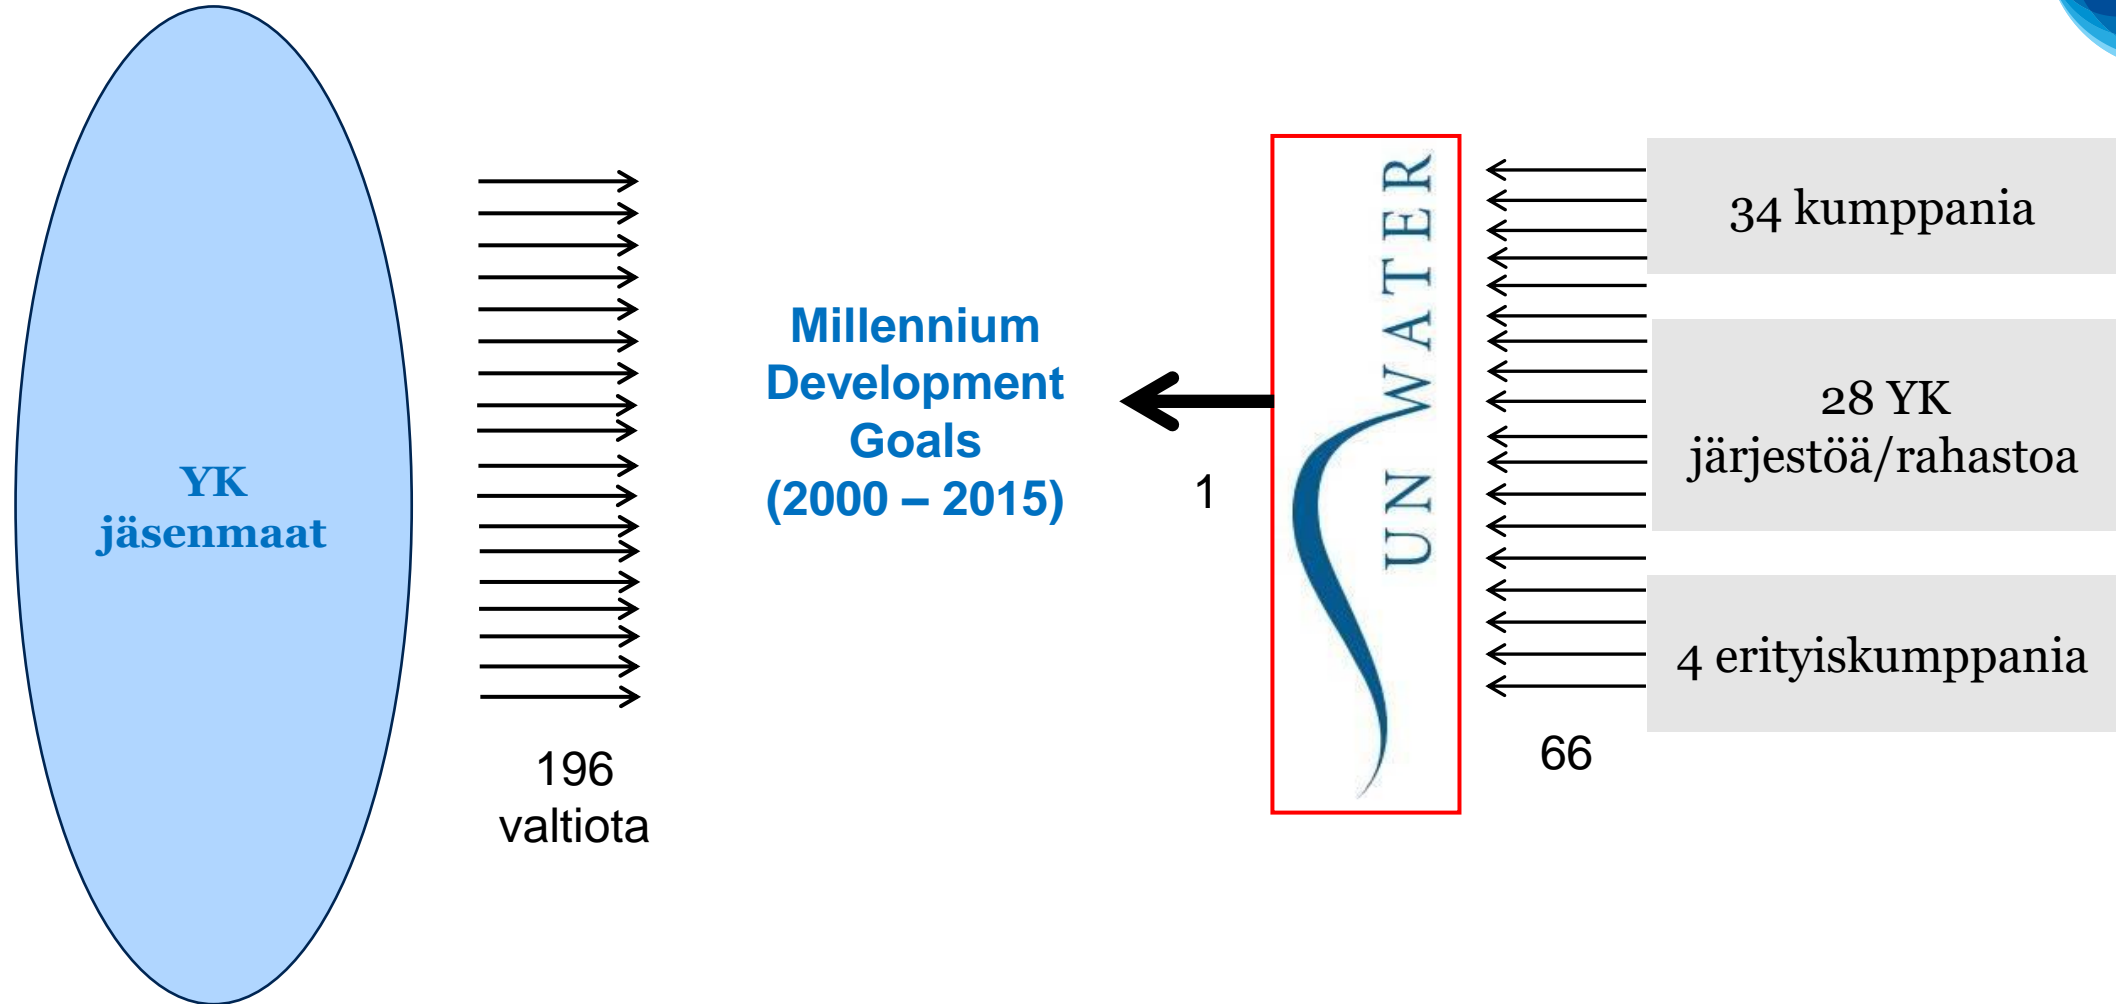 YK
jäsenmaat
196
valtiota
Millennium
Development
Goals
(2000 – 2015)
1
UN WATER
66
34 kumppania
28 YK
järjestöä/rahastoa
4 erityiskumppania